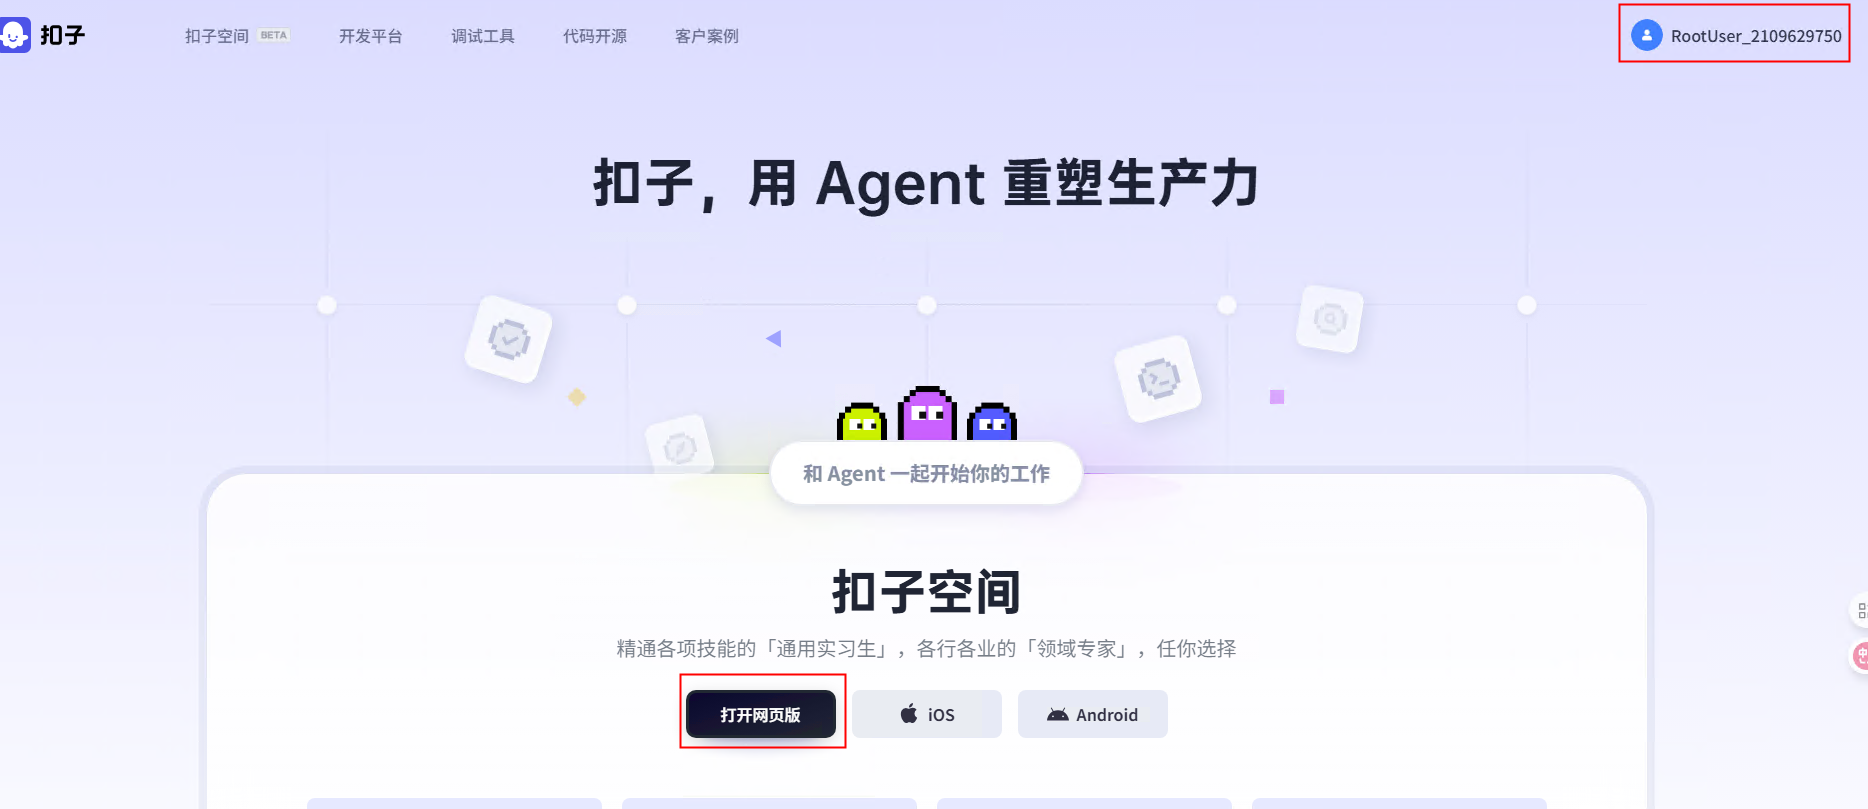 扣子
扣子空间 BETA
开发平台
调试工具
代码开源
客户案例
RootUser_2109629750
扣子，用 Agent 重塑生产力
和 Agent 一起开始你的工作
扣子空间
精通各项技能的「通用实习生」，各行各业的「领域专家」，任你选择
打开网页版
iOS
Android